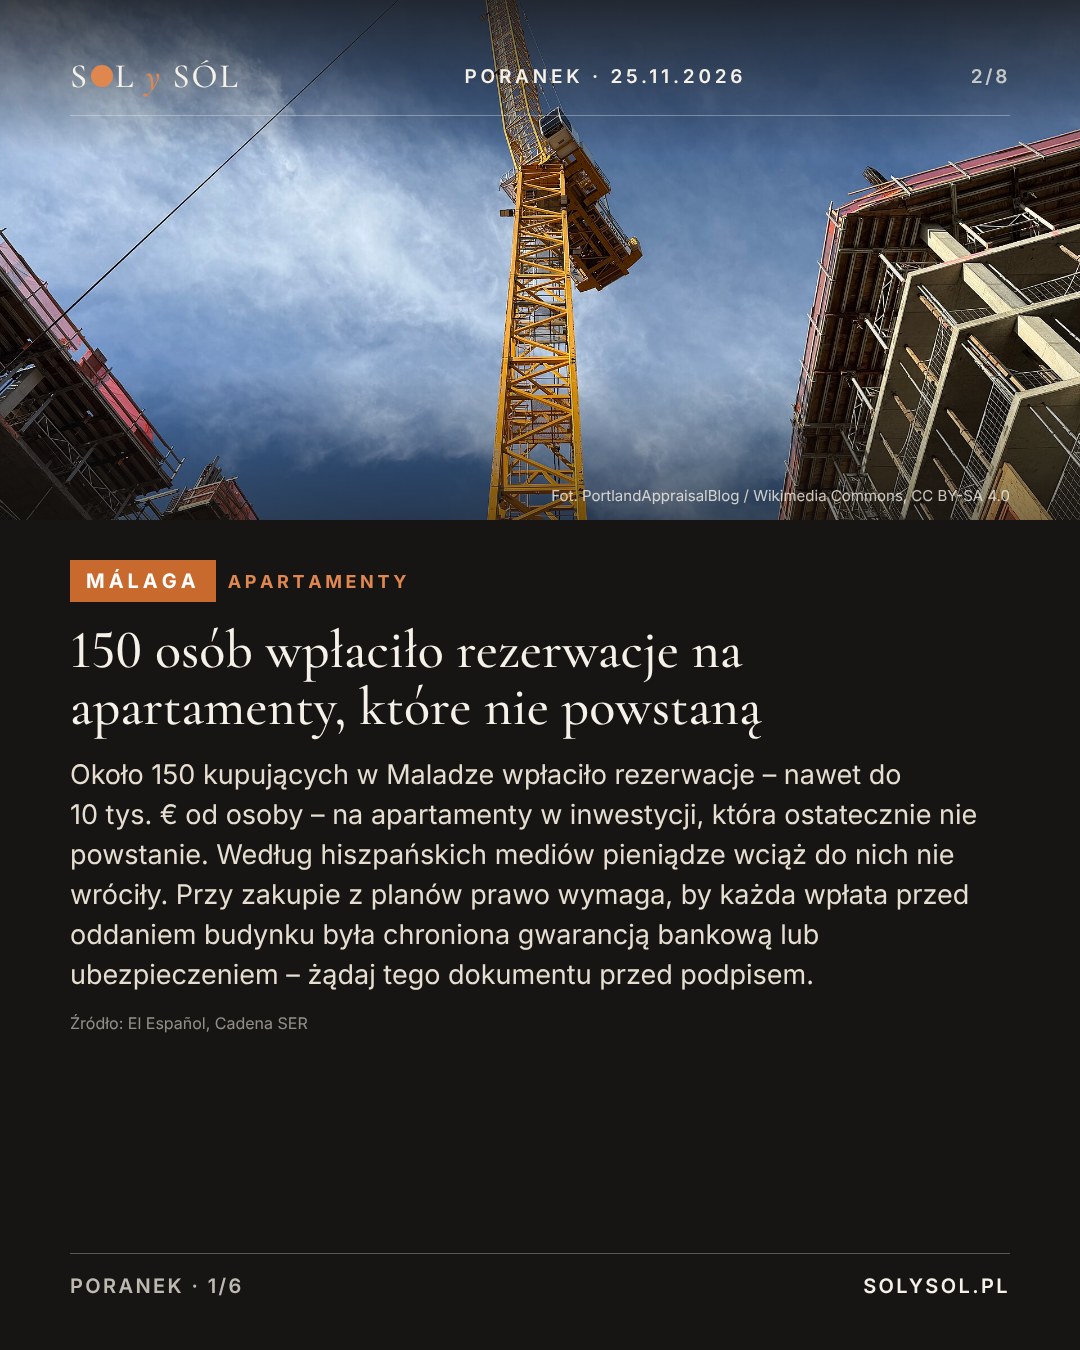 SOL y SÓL
PORANEK · 25.11.2026
2/8
Fot. PortlandAppraisalBlog / Wikimedia Commons, CC BY-SA 4.0
MÁLAGA APARTAMENTY
150 osób wpłaciło rezerwacje na
apartamenty, które nie powstaną
Około 150 kupujących w Maladze wpłaciło rezerwacje – nawet do
10 tys. € od osoby – na apartamenty w inwestycji, która ostatecznie nie
powstanie. Według hiszpańskich mediów pieniądze wciąż do nich nie
wróciły. Przy zakupie z planów prawo wymaga, by każda wpłata przed
oddaniem budynku była chroniona gwarancją bankową lub
ubezpieczeniem – żądaj tego dokumentu przed podpisem.
Źródło: El Español, Cadena SER
PORANEK · 1/6
SOLYSOL.PL